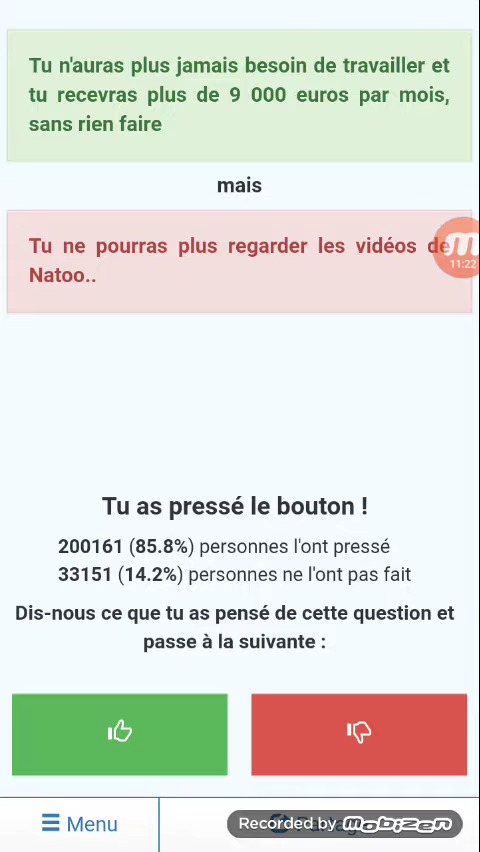 Tu n'auras plus jamais besoin de travailler et
tu recevras plus de 9 000 euros par mois,
sans rien faire
mais
Tu ne pourras plus regarder les vidéos de
Natoo..
11:22
Tu as pressé le bouton !
200161 (85.8%) personnes l'ont pressé
33151 (14.2%) personnes ne l'ont pas fait
Dis-nous ce que tu as pensé de cette question et
passe à la suivante :
Menu
Recorded by mobizen